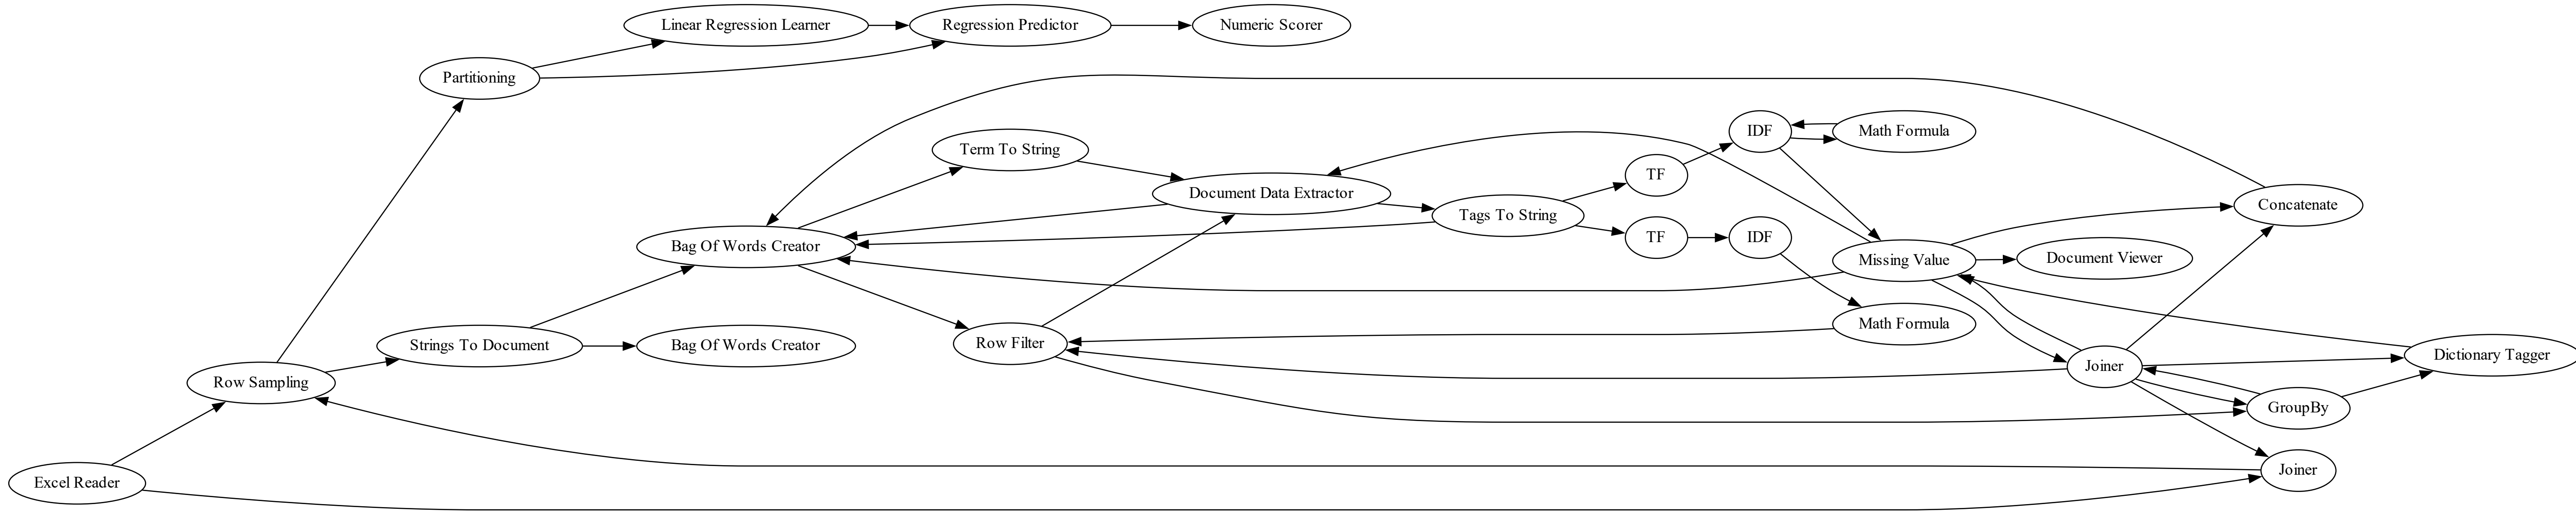 Linear Regression Learner
Regression Predictor
Numeric Scorer
Partitioning
IDF
Math Formula
Term To String
TF
Document Data Extractor
Concatenate
Tags To String
Bag Of Words Creator
TF
IDF
Missing Value
Document Viewer
Math Formula
Row Filter
Strings To Document
Bag Of Words Creator
Dictionary Tagger
Joiner
Row Sampling
GroupBy
Joiner
Excel Reader